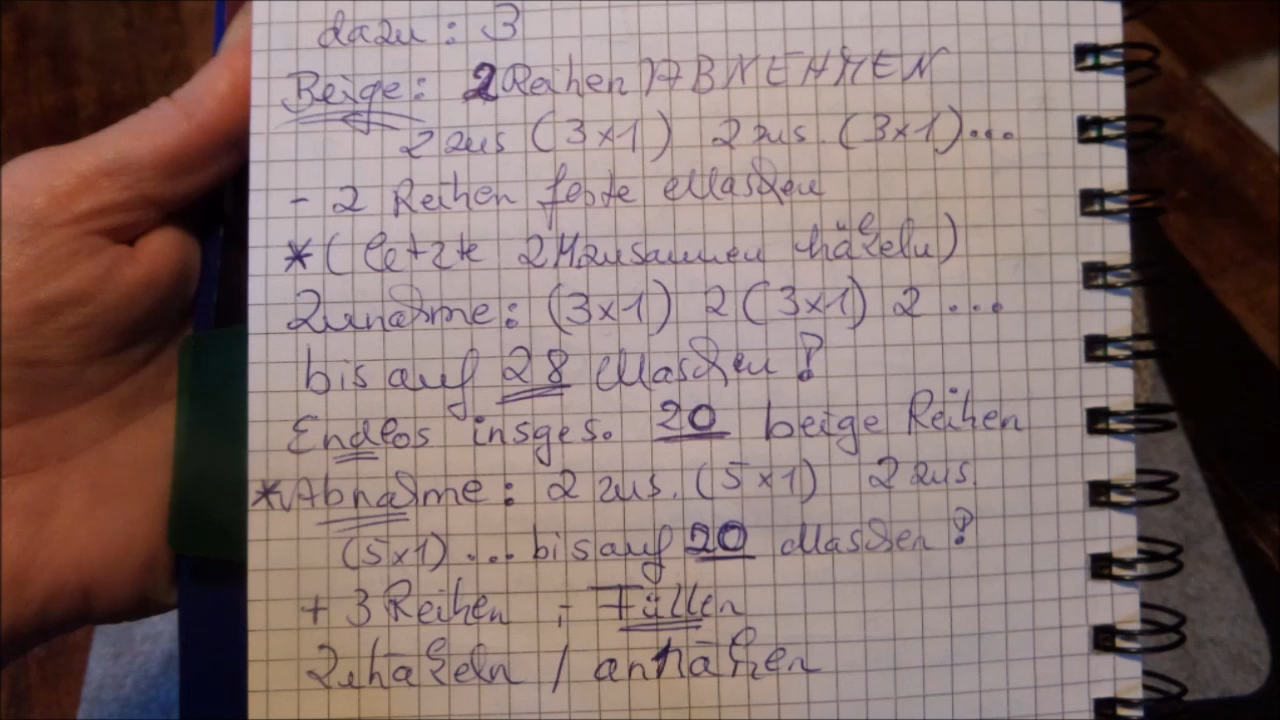 dazu: 3
Beige: 2 Reihen ABNEHMEN
2 zus (3x1) 2 zus. (3x1)...
- 2 Reihen feste Maschen
* (letzte 2 M zusammen häkeln)
Zunahme: (3x1) 2 (3x1) 2 ...
bis auf 28 Maschen!
Endlos insges. 20 beige Reihen
* Abnahme: 2 zus. (5x1) 2 zus.
(5x1) ... bis auf 20 Maschen!
+ 3 Reihen ; - Füllen
Zuhäkeln / annähen